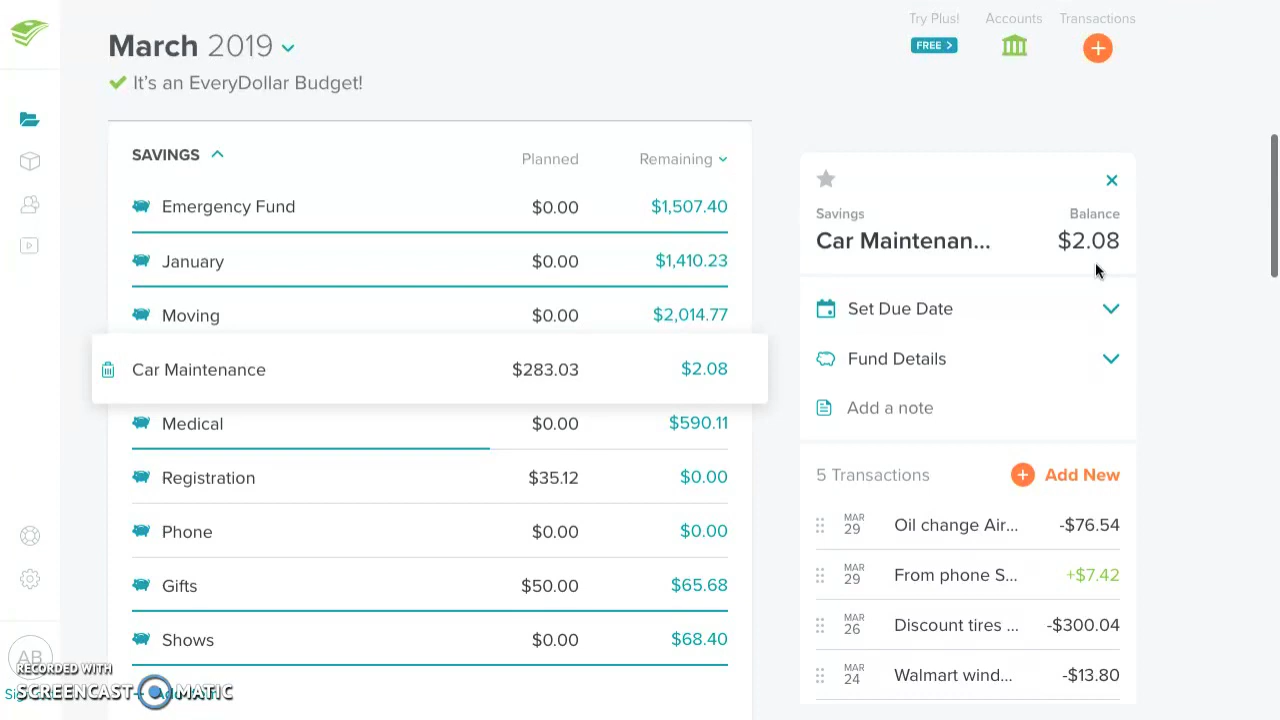 Try Plus! Accounts Transactions
March 2019
FREE >
It's an EveryDollar Budget!
SAVINGS Planned Remaining
Emergency Fund $0.00 $1,507.40
January $0.00 $1,410.23
Moving $0.00 $2,014.77
Car Maintenance $283.03 $2.08
Medical $0.00 $590.11
Registration $35.12 $0.00
Phone $0.00 $0.00
Gifts $50.00 $65.68
Shows $0.00 $68.40
Savings Balance
Car Maintenan... $2.08
Set Due Date
Fund Details
Add a note
5 Transactions + Add New
MAR 29 Oil change Air... -$76.54
MAR 29 From phone S... +$7.42
MAR 26 Discount tires ... -$300.04
MAR 24 Walmart wind... -$13.80
AB
RECORDED WITH
SCREENCAST-O-MATIC